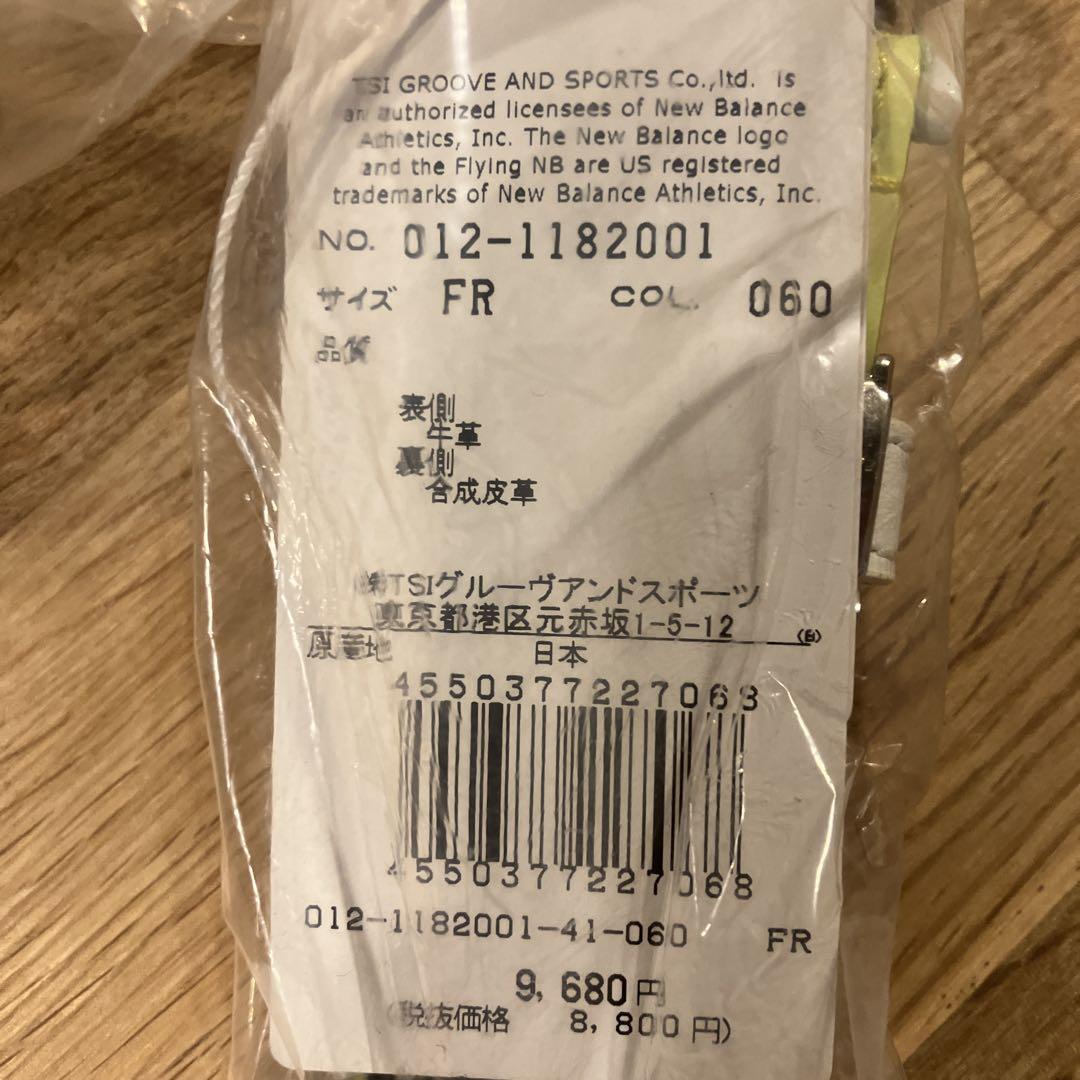 TSI GROOVE AND SPORTS Co.,ltd. is
an authorized licensees of New Balance
Athletics, Inc. The New Balance logo
and the Flying NB are US registered
trademarks of New Balance Athletics, Inc.
NO. 012-1182001
サイズ FR COL. 060
品質
表側
牛革
裏側
合成皮革
㈱TSIグルーヴアンドスポーツ
東京都港区元赤坂1-5-12
原産地 日本
4550377227068
4550377227068
012-1182001-41-060 FR
9,680円
(税抜価格 8,800円)